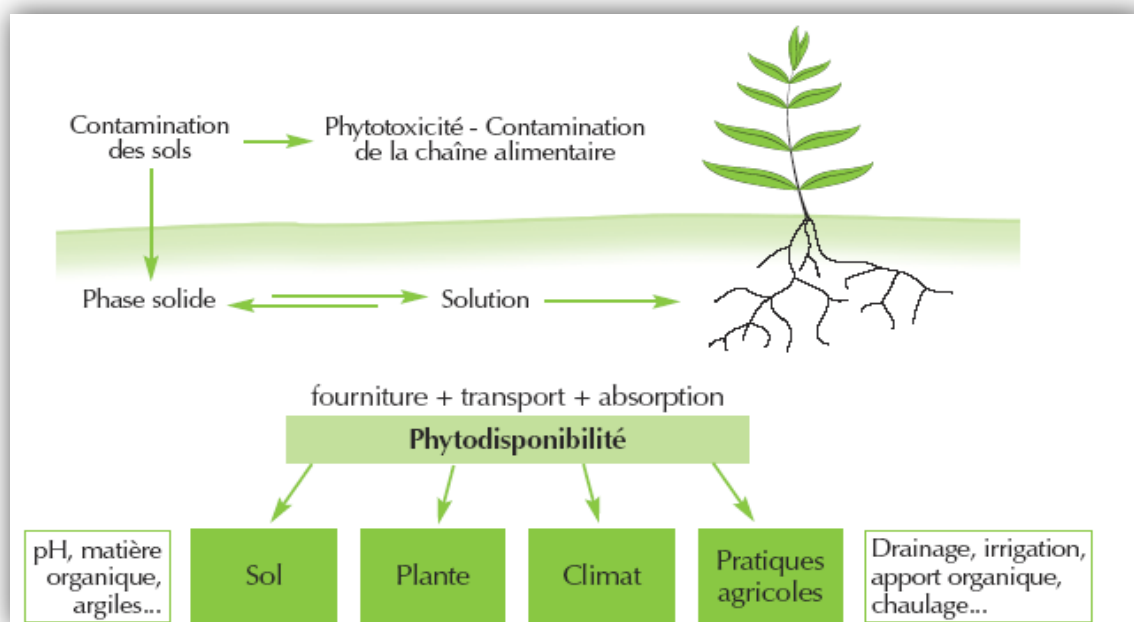 Contamination
des sols
Phytotoxicité - Contamination
de la chaîne alimentaire
Phase solide
Solution
fourniture + transport + absorption
Phytodisponibilité
pH, matière
organique,
argiles...
Sol
Plante
Climat
Pratiques
agricoles
Drainage, irrigation,
apport organique,
chaulage...